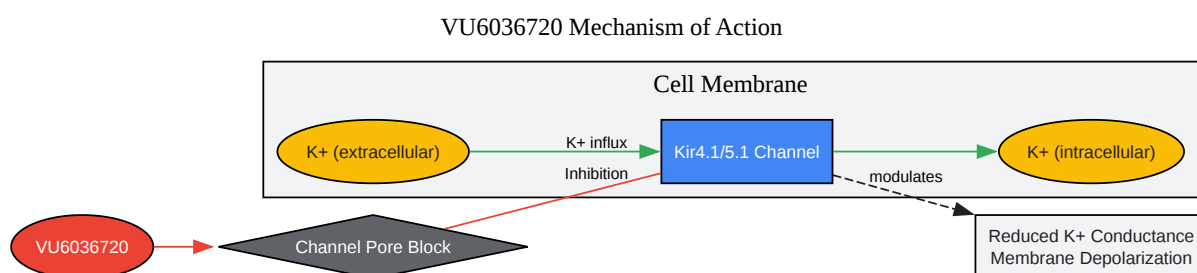 VU6036720 Mechanism of Action
Cell Membrane
K+ (extracellular)
K+ influx
Kir4.1/5.1 Channel
K+ (intracellular)
Inhibition
modulates
VU6036720
Channel Pore Block
Reduced K+ Conductance
Membrane Depolarization